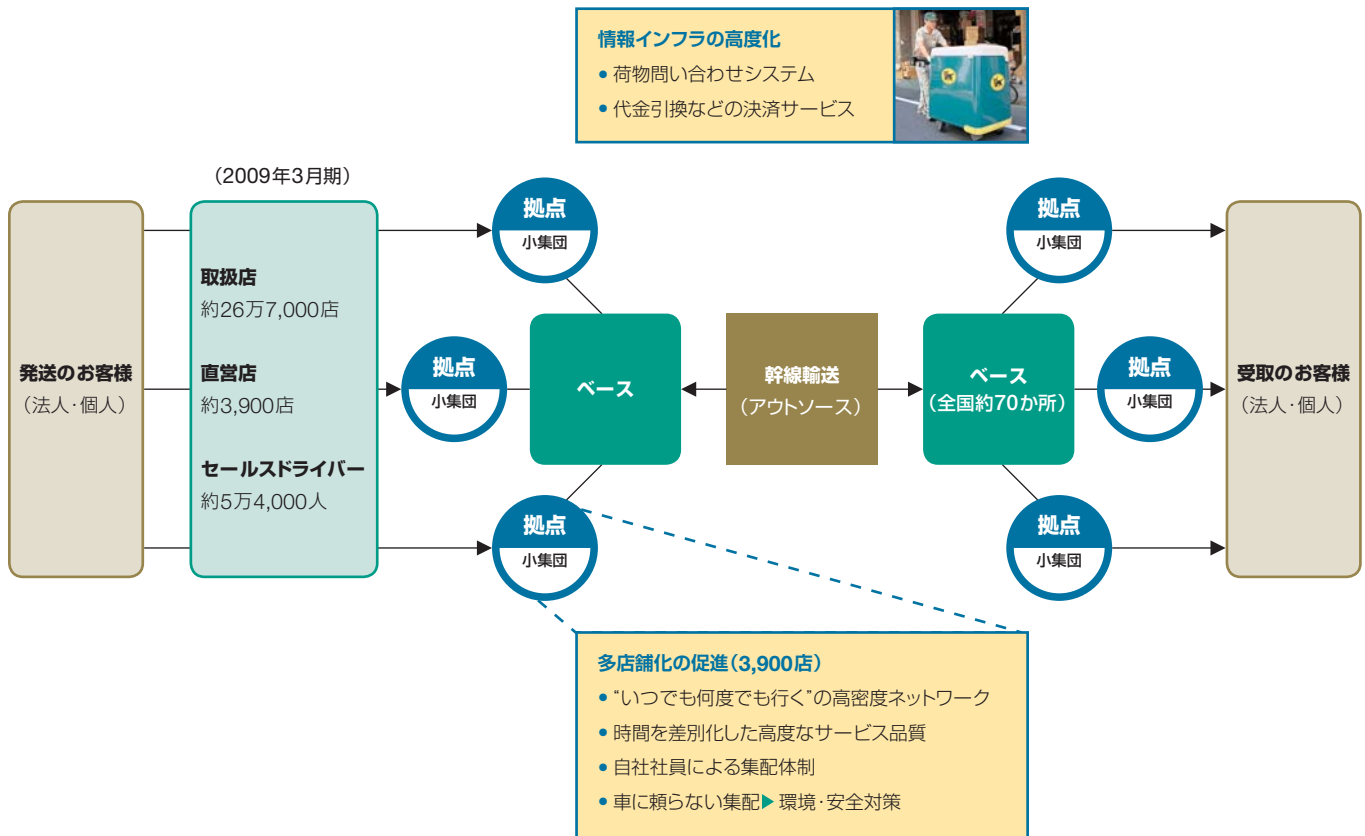 情報インフラの高度化
● 荷物問い合わせシステム
● 代金引換などの決済サービス
（2009年3月期）
発送のお客様
（法人・個人）
取扱店
約26万7,000店
直営店
約3,900店
セールスドライバー
約5万4,000人
拠点
小集団
拠点
小集団
拠点
小集団
ベース
幹線輸送
（アウトソース）
ベース
（全国約70か所）
拠点
小集団
拠点
小集団
拠点
小集団
受取のお客様
（法人・個人）
多店舗化の促進（3,900店）
● “いつでも何度でも行く”の高密度ネットワーク
● 時間を差別化した高度なサービス品質
● 自社社員による集配体制
● 車に頼らない集配▶ 環境・安全対策